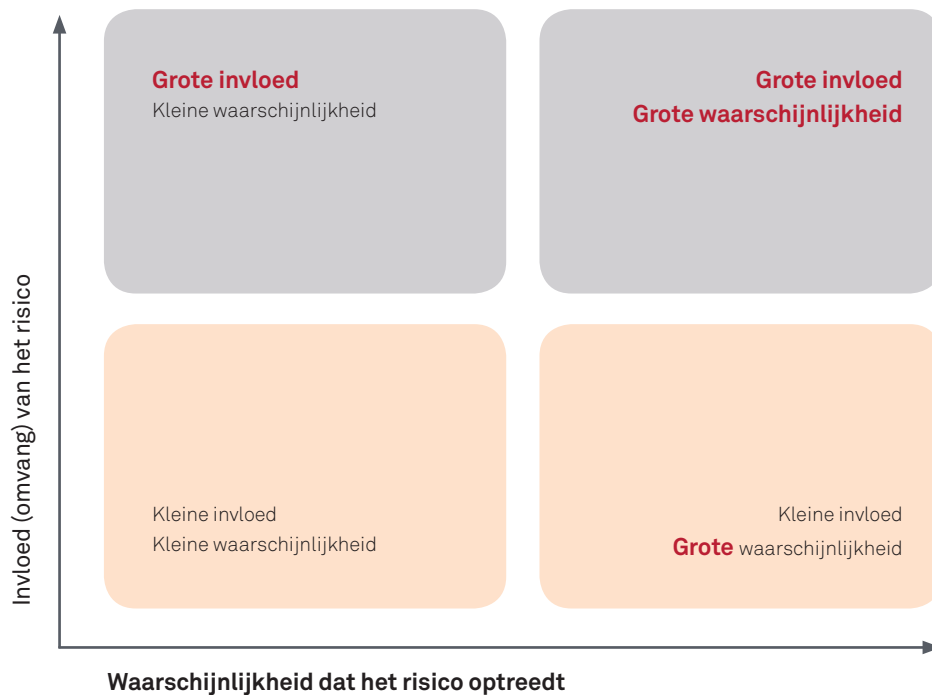 Grote invloed
Kleine waarschijnlijkheid
Grote invloed
Grote waarschijnlijkheid
Invloed (omvang) van het risico
Kleine invloed
Kleine waarschijnlijkheid
Kleine invloed
Grote waarschijnlijkheid
Waarschijnlijkheid dat het risico optreedt